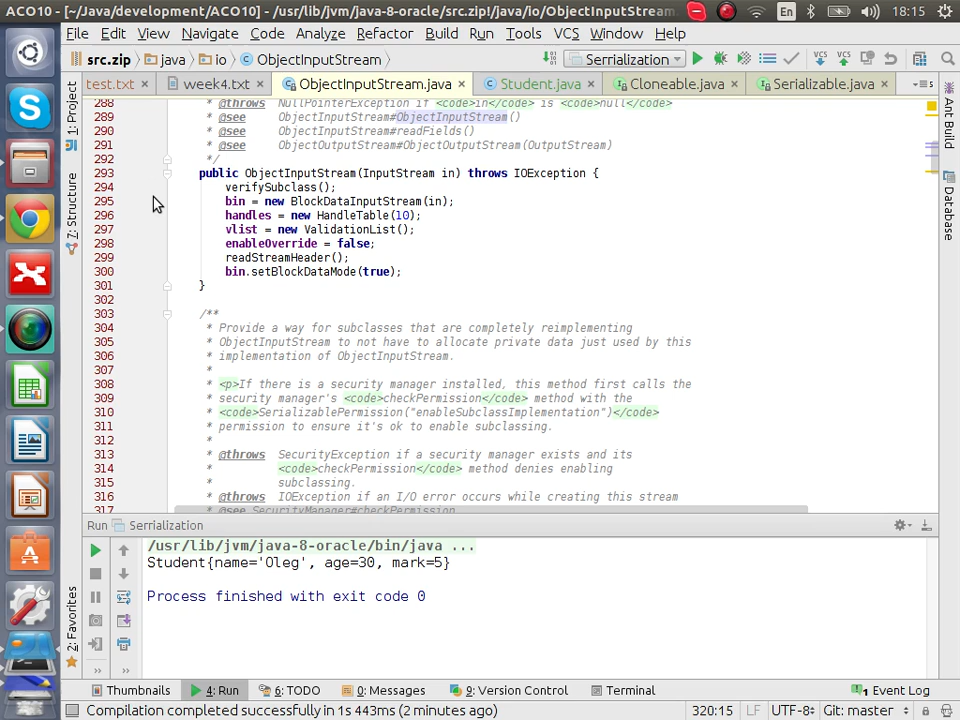 ACO10 – [~/Java/development/ACO10] - /usr/lib/jvm/java-8-oracle/src.zip!/java/io/ObjectInputStream
En
18:15
File Edit View Navigate Code Analyze Refactor Build Run Tools VCS Window Help
src.zip java io ObjectInputStream
Serrialization
test.txt week4.txt ObjectInputStream.java Student.java Cloneable.java Serializable.java
288 * @throws NullPointerException if <code>in</code> is <code>null</code>
289 * @see ObjectInputStream#ObjectInputStream()
290 * @see ObjectInputStream#readFields()
291 * @see ObjectOutputStream#ObjectOutputStream(OutputStream)
292 */
293 public ObjectInputStream(InputStream in) throws IOException {
294 verifySubclass();
295 bin = new BlockDataInputStream(in);
296 handles = new HandleTable(10);
297 vlist = new ValidationList();
298 enableOverride = false;
299 readStreamHeader();
300 bin.setBlockDataMode(true);
301 }
302
303 /**
304 * Provide a way for subclasses that are completely reimplementing
305 * ObjectInputStream to not have to allocate private data just used by this
306 * implementation of ObjectInputStream.
307 *
308 * <p>If there is a security manager installed, this method first calls the
309 * security manager's <code>checkPermission</code> method with the
310 * <code>SerializablePermission("enableSubclassImplementation")</code>
311 * permission to ensure it's ok to enable subclassing.
312 *
313 * @throws SecurityException if a security manager exists and its
314 * <code>checkPermission</code> method denies enabling
315 * subclassing.
316 * @throws IOException if an I/O error occurs while creating this stream
317 * @see SecurityManager#checkPermission
1: Project
7: Structure
2: Favorites
Ant Build
Database
Run Serrialization
/usr/lib/jvm/java-8-oracle/bin/java ...
Student{name='Oleg', age=30, mark=5}
Process finished with exit code 0
Thumbnails 4: Run 6: TODO 0: Messages 9: Version Control Terminal Event Log
Compilation completed successfully in 1s 443ms (2 minutes ago)
320:15 LF UTF-8 Git: master